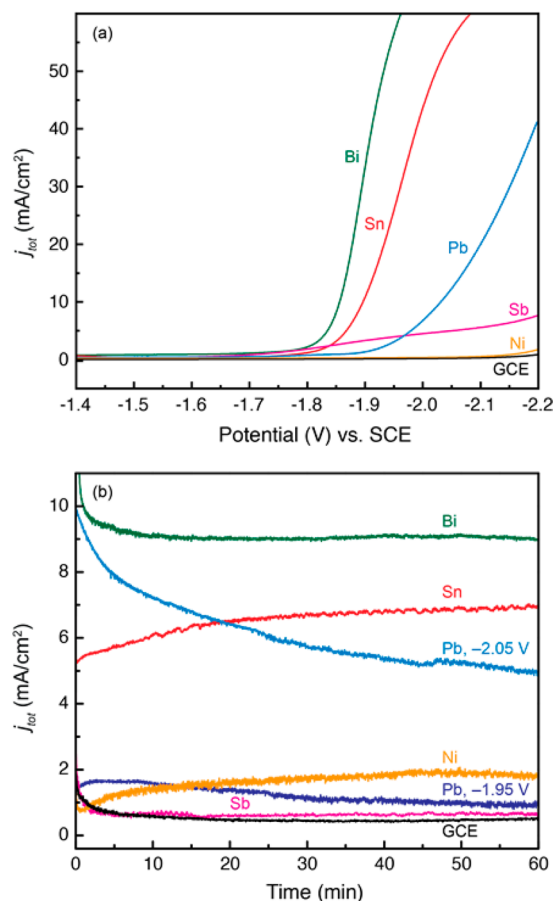 (a)
50
40
30
20
10
0
j_tot (mA/cm²)
Bi
Sn
Pb
Sb
Ni
GCE
-1.4 -1.5 -1.6 -1.7 -1.8 -1.9 -2.0 -2.1 -2.2
Potential (V) vs. SCE
(b)
10
8
6
4
2
0
j_tot (mA/cm²)
Bi
Sn
Pb, –2.05 V
Ni
Pb, –1.95 V
Sb
GCE
0 10 20 30 40 50 60
Time (min)